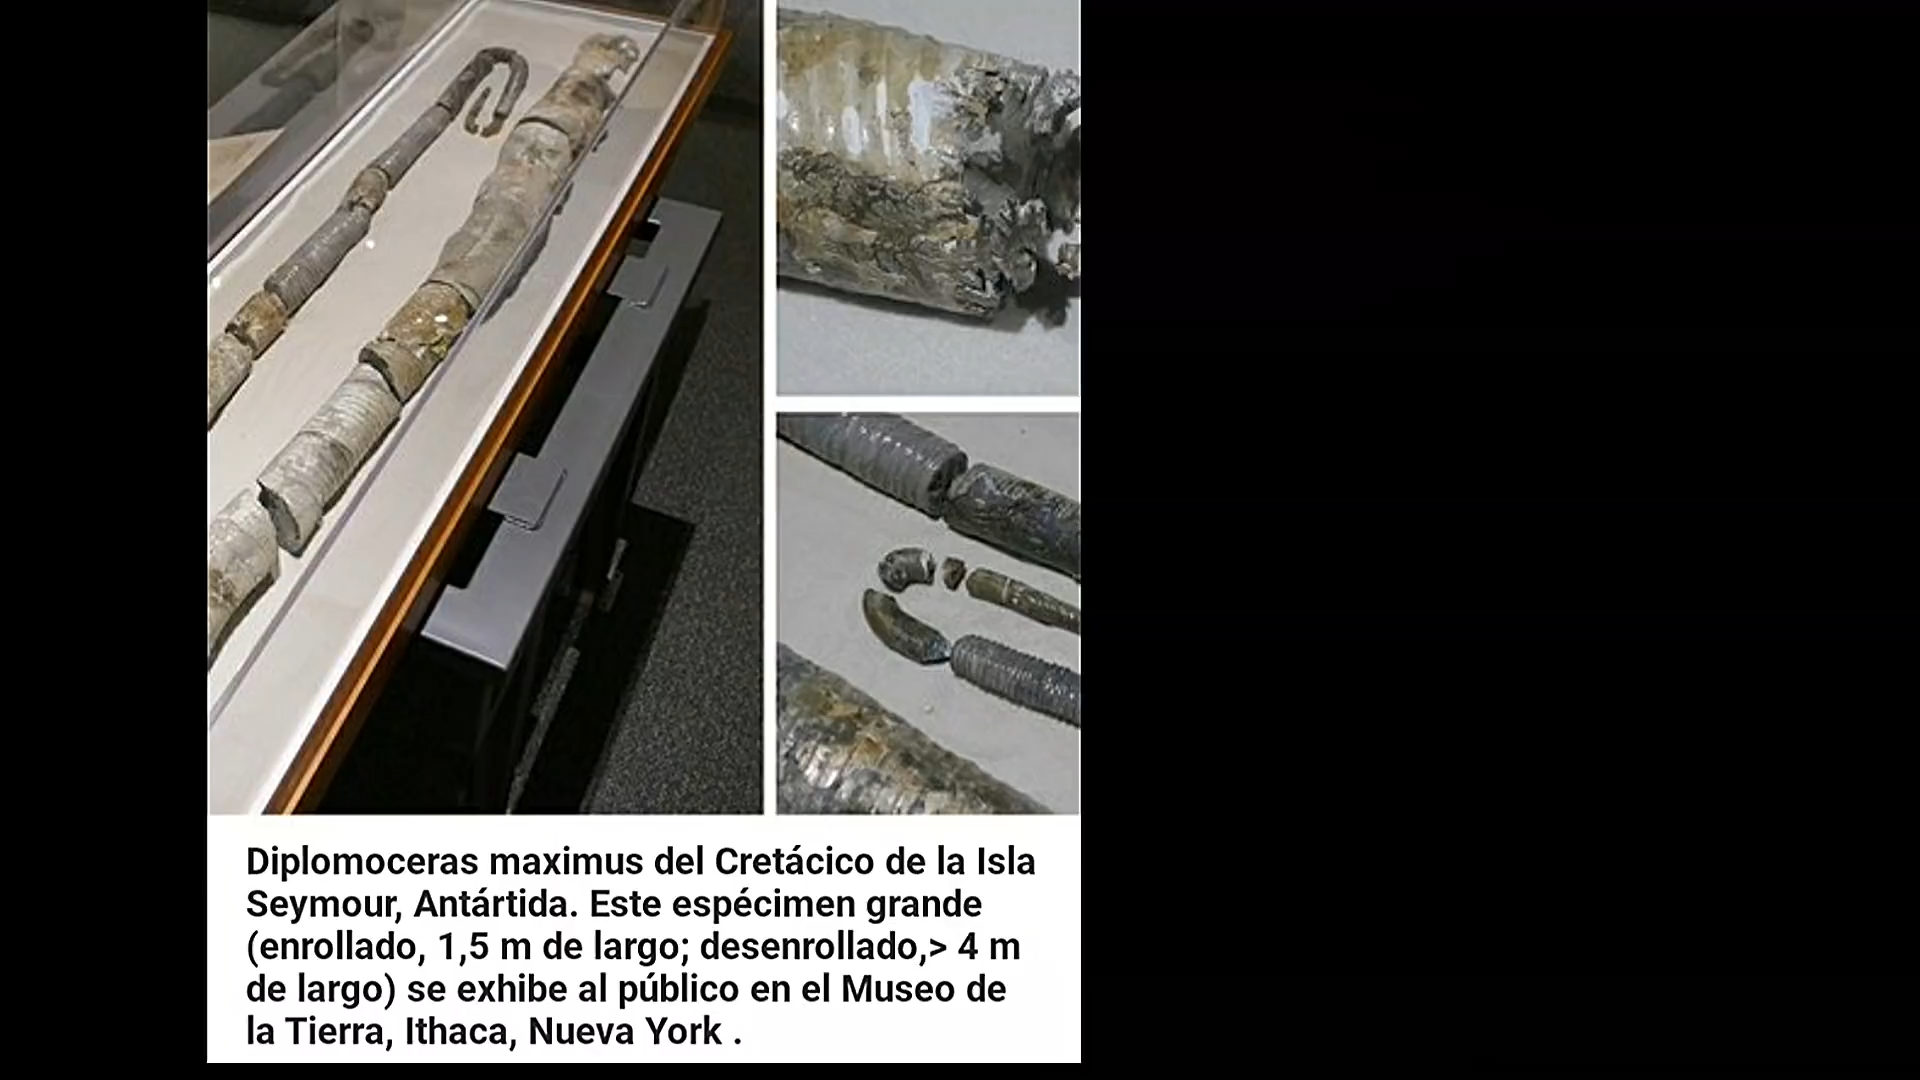 Diplomoceras maximus del Cretácico de la Isla
Seymour, Antártida. Este espécimen grande
(enrollado, 1,5 m de largo; desenrollado,> 4 m
de largo) se exhibe al público en el Museo de
la Tierra, Ithaca, Nueva York .